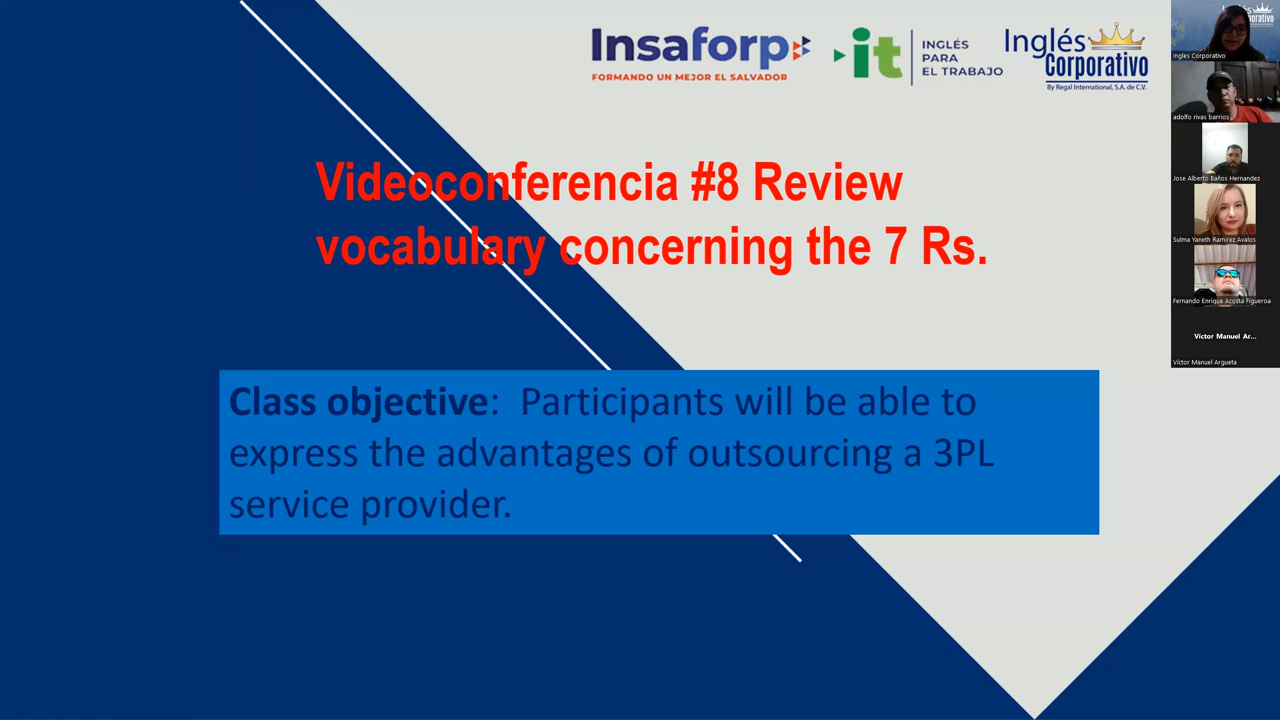 Insaforp
FORMANDO UN MEJOR EL SALVADOR
it
INGLÉS
PARA
EL TRABAJO
Inglés
Corporativo
By Regal International, S.A. de C.V.
Videoconferencia #8 Review
vocabulary concerning the 7 Rs.
Class objective: Participants will be able to
express the advantages of outsourcing a 3PL
service provider.
Ingles Corporativo
adolfo rivas barrios
Jose Alberto Baños Hernandez
Sulma Yaneth Ramirez Avalos
Fernando Enrique Acosta Figueroa
Víctor Manuel Ar...
Víctor Manuel Argueta